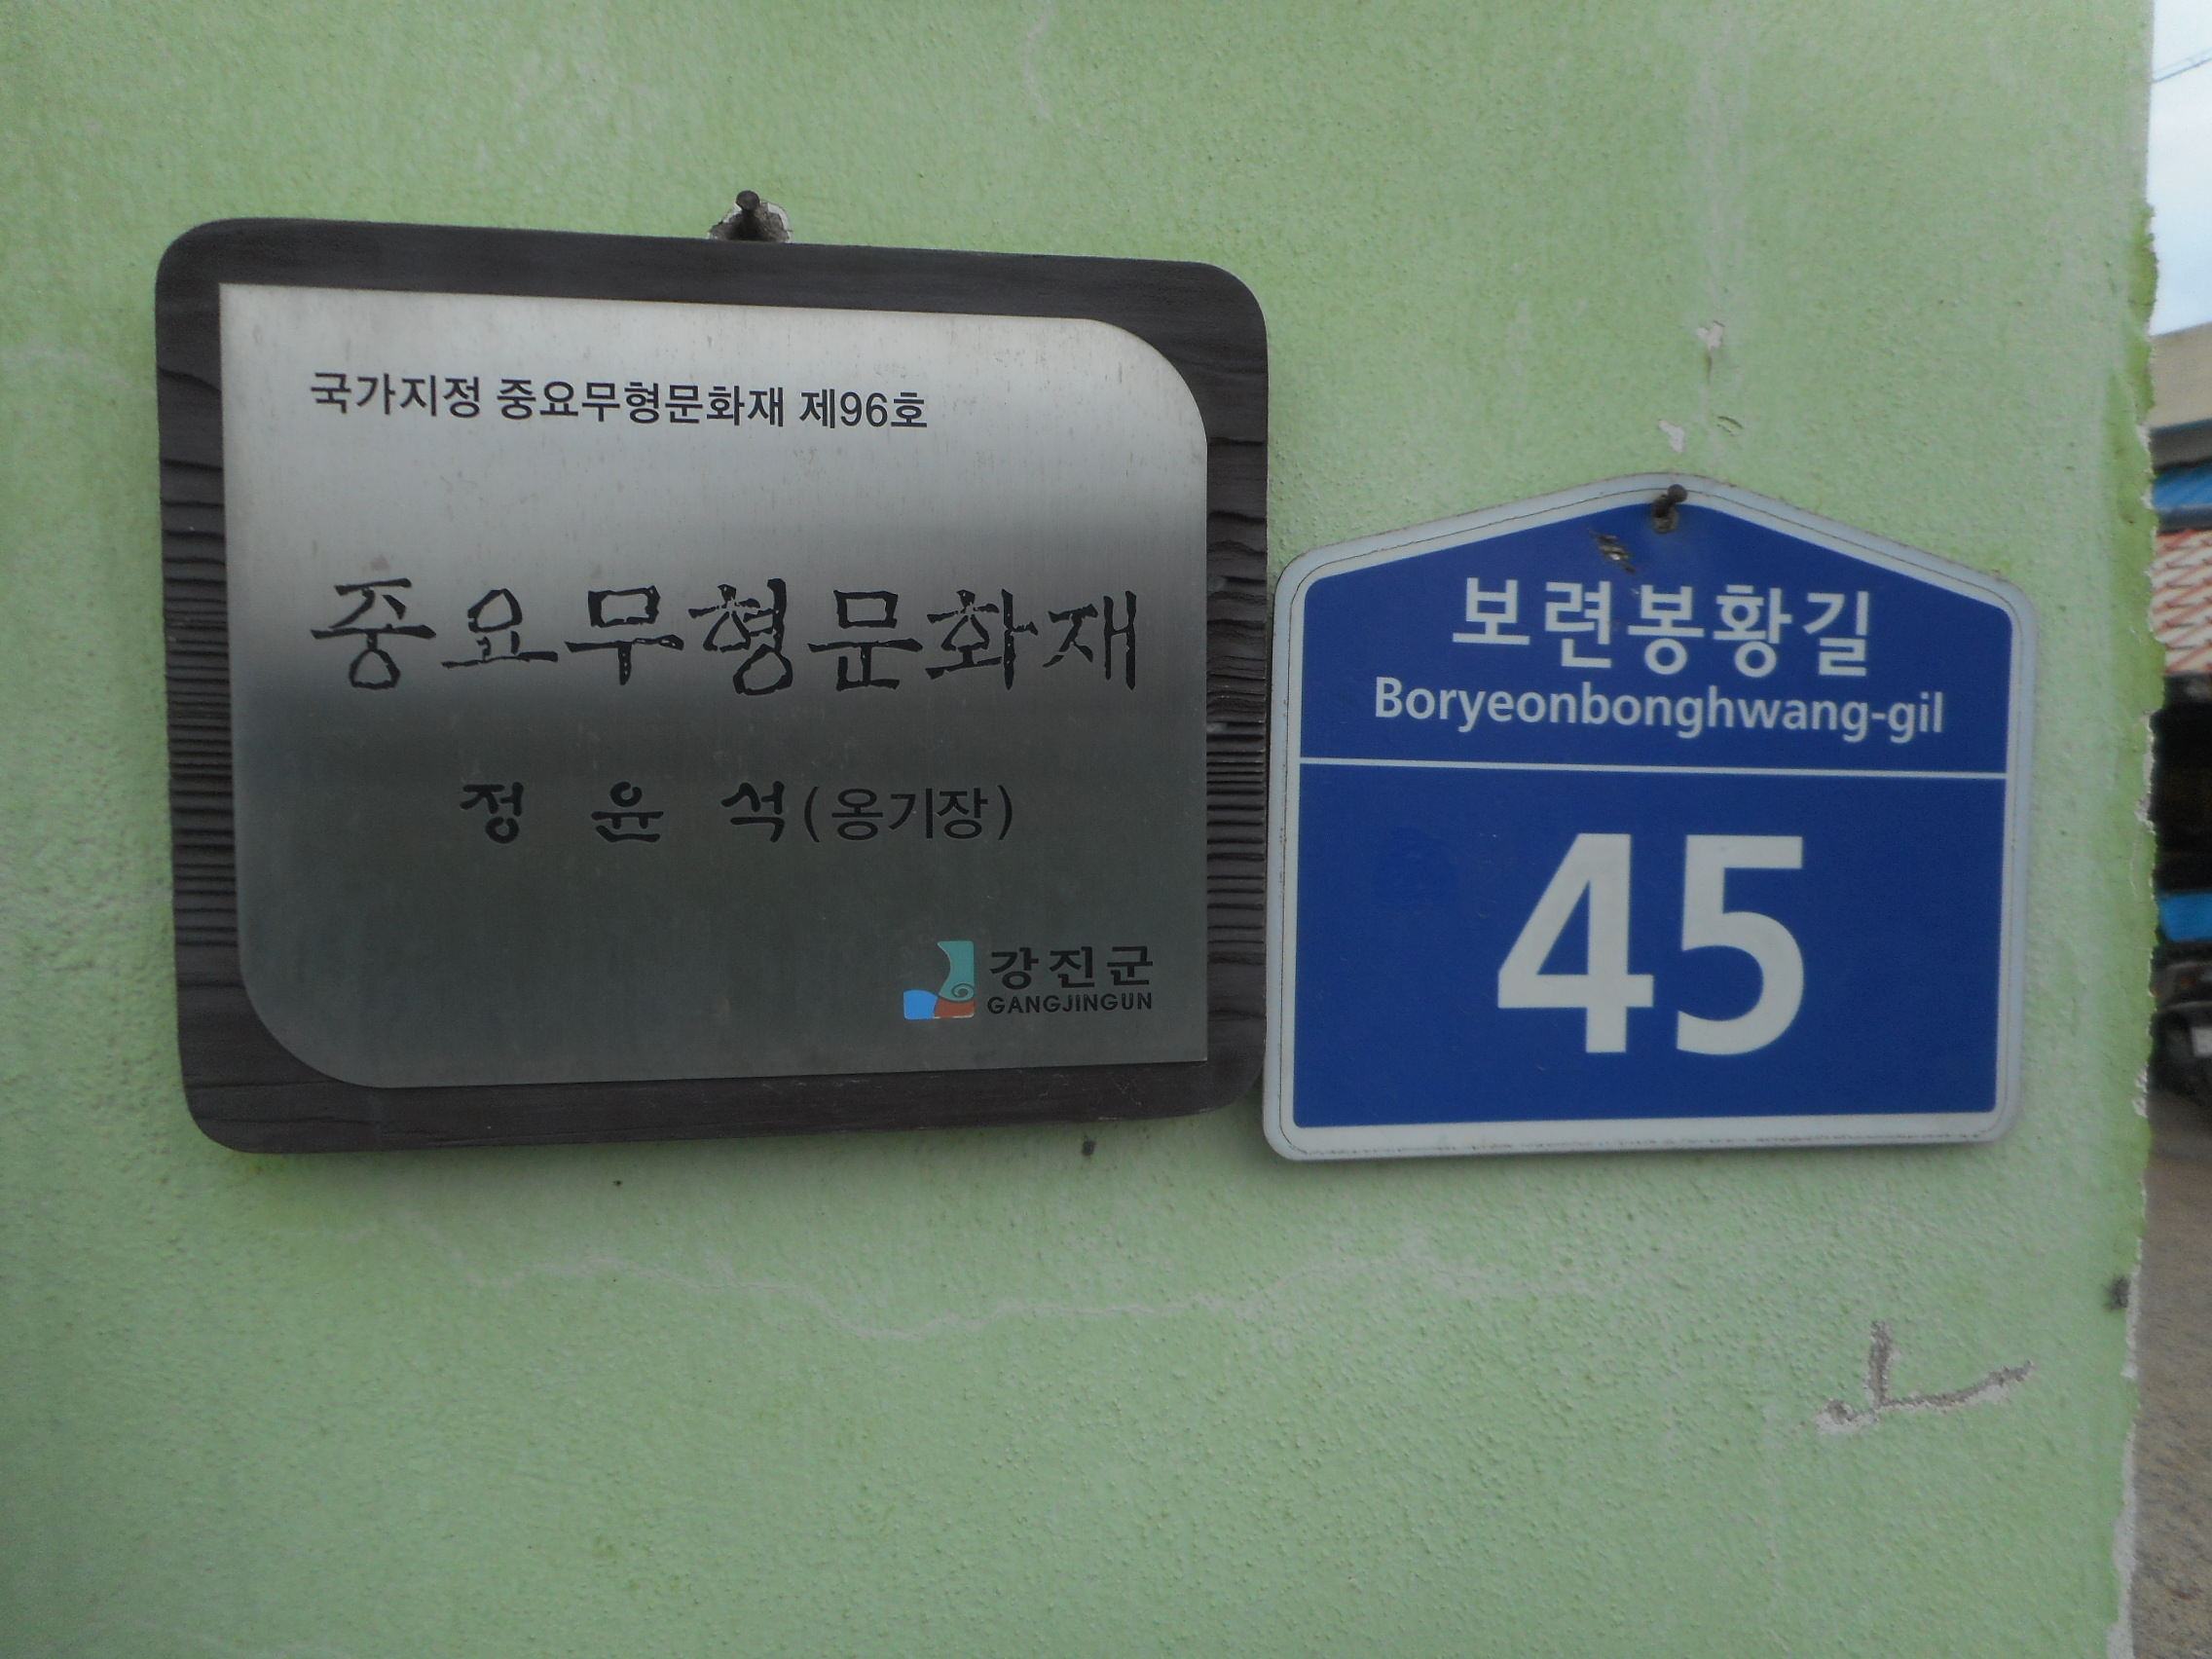 국가지정 중요무형문화재 제96호
중요무형문화재
정 윤 석(옹기장)
강진군
GANGJINGUN
보련봉황길
Boryeonbonghwang-gil
45